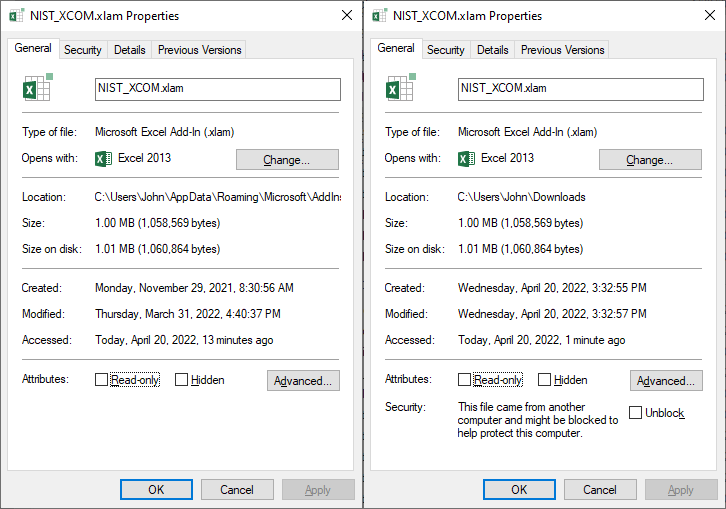 NIST_XCOM.xlam Properties
General Security Details Previous Versions
NIST_XCOM.xlam
Type of file: Microsoft Excel Add-In (.xlam)
Opens with: Excel 2013 Change...
Location: C:\Users\John\AppData\Roaming\Microsoft\AddIns
Size: 1.00 MB (1,058,569 bytes)
Size on disk: 1.01 MB (1,060,864 bytes)
Created: Monday, November 29, 2021, 8:30:56 AM
Modified: Thursday, March 31, 2022, 4:40:37 PM
Accessed: Today, April 20, 2022, 13 minutes ago
Attributes: Read-only Hidden Advanced...
OK Cancel Apply
NIST_XCOM.xlam Properties
General Security Details Previous Versions
NIST_XCOM.xlam
Type of file: Microsoft Excel Add-In (.xlam)
Opens with: Excel 2013 Change...
Location: C:\Users\John\Downloads
Size: 1.00 MB (1,058,569 bytes)
Size on disk: 1.01 MB (1,060,864 bytes)
Created: Wednesday, April 20, 2022, 3:32:55 PM
Modified: Wednesday, April 20, 2022, 3:32:57 PM
Accessed: Today, April 20, 2022, 1 minute ago
Attributes: Read-only Hidden Advanced...
Security: This file came from another
computer and might be blocked to
help protect this computer.
Unblock
OK Cancel Apply